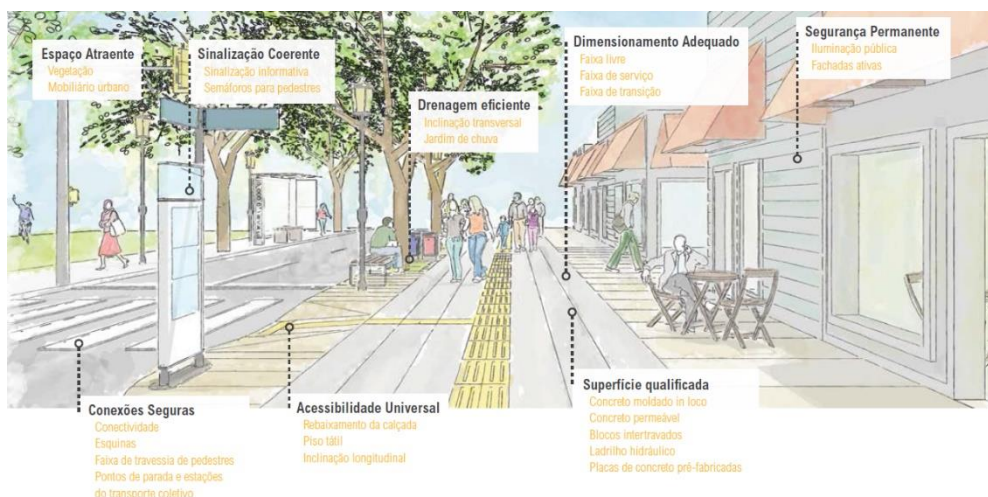 Espaço Atraente
Vegetação
Mobiliário urbano
Sinalização Coerente
Sinalização informativa
Semáforos para pedestres
Drenagem eficiente
Inclinação transversal
Jardim de chuva
Dimensionamento Adequado
Faixa livre
Faixa de serviço
Faixa de transição
Segurança Permanente
Iluminação pública
Fachadas ativas
Conexões Seguras
Conectividade
Esquinas
Faixa de travessia de pedestres
Pontos de parada e estações
do transporte coletivo
Acessibilidade Universal
Rebaixamento da calçada
Piso tátil
Inclinação longitudinal
Superfície qualificada
Concreto moldado in loco
Concreto permeável
Blocos intertravados
Ladrilho hidráulico
Placas de concreto pré-fabricadas